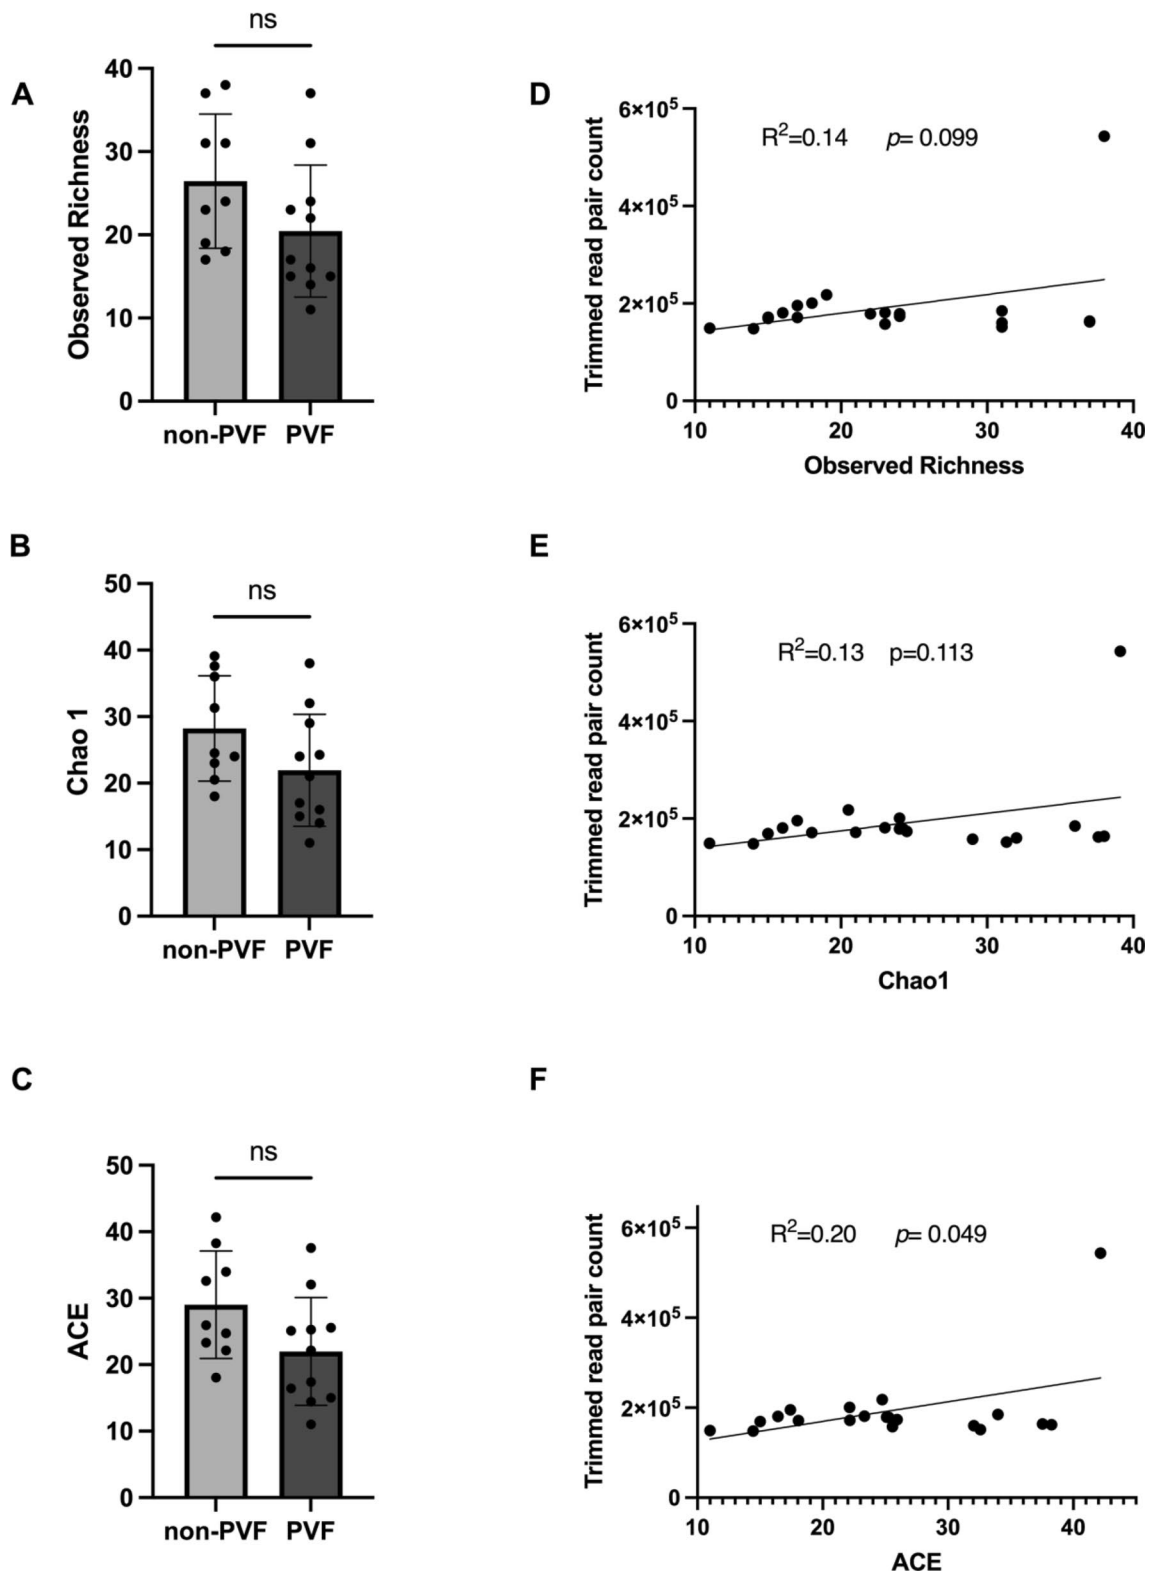 A
ns
Observed Richness
40
30
20
10
0
non-PVF PVF
D
Trimmed read pair count
6×10⁵
4×10⁵
2×10⁵
0
R²=0.14 p= 0.099
10 20 30 40
Observed Richness
B
ns
Chao 1
50
40
30
20
10
0
non-PVF PVF
E
Trimmed read pair count
6×10⁵
4×10⁵
2×10⁵
0
R²=0.13 p=0.113
10 20 30 40
Chao1
C
ns
ACE
50
40
30
20
10
0
non-PVF PVF
F
Trimmed read pair count
6×10⁵
4×10⁵
2×10⁵
0
R²=0.20 p= 0.049
10 20 30 40
ACE